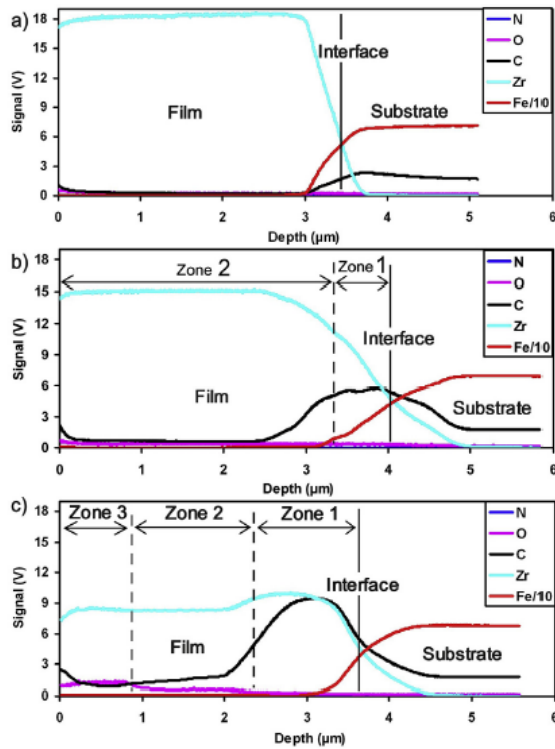 a)
18
15
12
9
6
3
0
Signal (V)
Film
Interface
Substrate
N
O
C
Zr
Fe/10
0 1 2 3 4 5 6
Depth (µm)
b)
18
15
12
9
6
3
0
Signal (V)
Zone 2
Zone 1
Film
Interface
Substrate
N
O
C
Zr
Fe/10
0 1 2 3 4 5 6
Depth (µm)
c)
18
15
12
9
6
3
0
Signal (V)
Zone 3 Zone 2 Zone 1
Film
Interface
Substrate
N
O
C
Zr
Fe/10
0 1 2 3 4 5 6
Depth (µm)